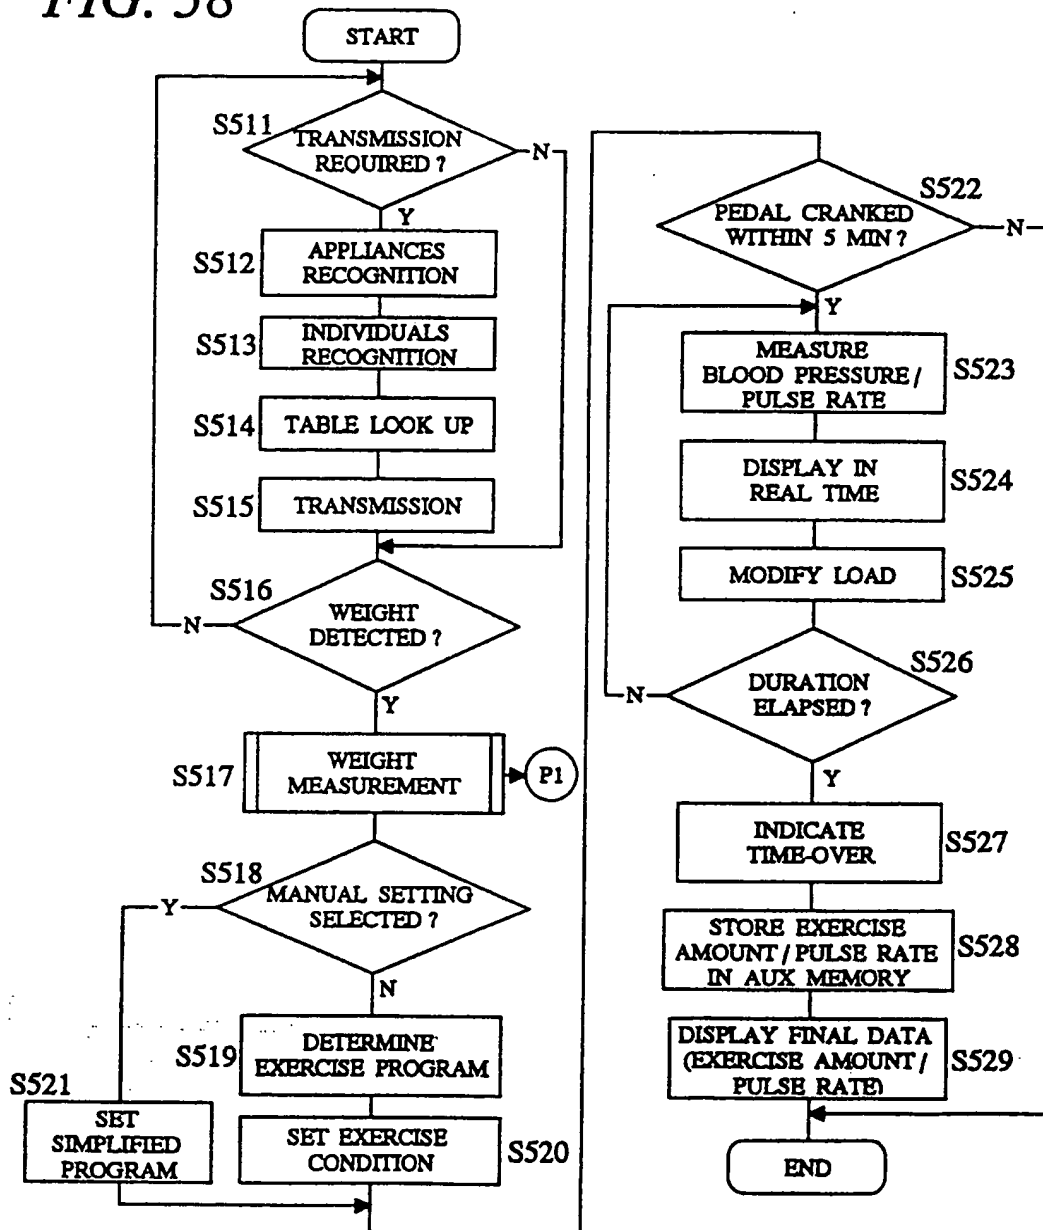 FIG. 58
START
S511
TRANSMISSION
REQUIRED ?
N
Y
S512
APPLIANCES
RECOGNITION
S513
INDIVIDUALS
RECOGNITION
S514
TABLE LOOK UP
S515
TRANSMISSION
S516
WEIGHT
DETECTED ?
N
Y
S517
WEIGHT
MEASUREMENT
P1
S518
MANUAL SETTING
SELECTED ?
Y
N
S519
DETERMINE
EXERCISE PROGRAM
S521
SET
SIMPLIFIED
PROGRAM
SET EXERCISE
CONDITION
S520
S522
PEDAL CRANKED
WITHIN 5 MIN ?
N
Y
MEASURE
BLOOD PRESSURE /
PULSE RATE
S523
DISPLAY IN
REAL TIME
S524
MODIFY LOAD
S525
S526
DURATION
ELAPSED ?
N
Y
INDICATE
TIME-OVER
S527
STORE EXERCISE
AMOUNT / PULSE RATE
IN AUX MEMORY
S528
DISPLAY FINAL DATA
(EXERCISE AMOUNT /
PULSE RATE)
S529
END